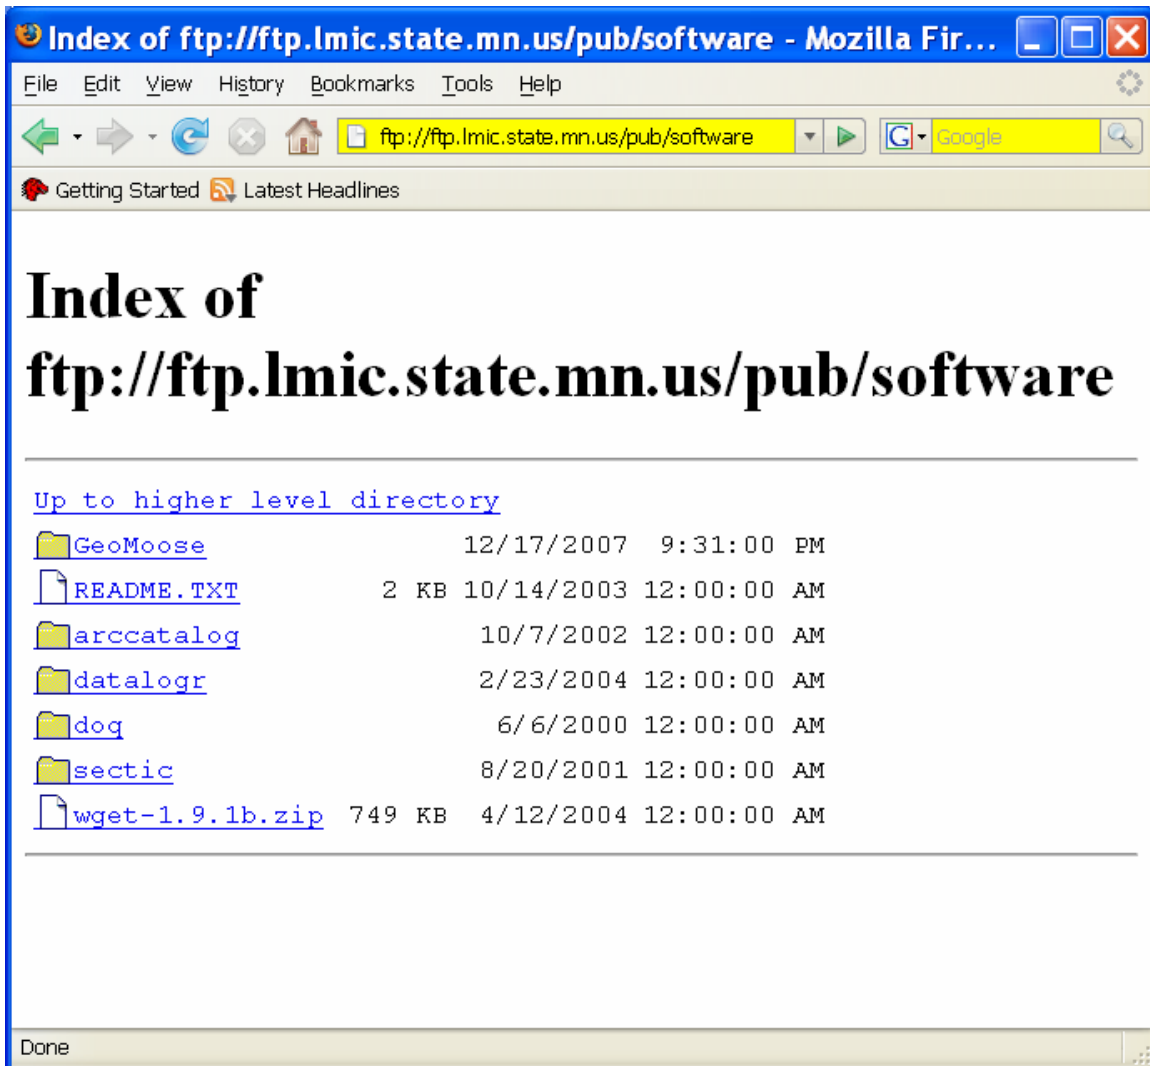 Index of ftp://ftp.lmic.state.mn.us/pub/software - Mozilla Fir...
File Edit View History Bookmarks Tools Help
ftp://ftp.lmic.state.mn.us/pub/software G Google
Getting Started Latest Headlines
Index of
ftp://ftp.lmic.state.mn.us/pub/software
Up to higher level directory
GeoMoose 12/17/2007 9:31:00 PM
README.TXT 2 KB 10/14/2003 12:00:00 AM
arccatalog 10/7/2002 12:00:00 AM
datalogr 2/23/2004 12:00:00 AM
doq 6/6/2000 12:00:00 AM
sectic 8/20/2001 12:00:00 AM
wget-1.9.1b.zip 749 KB 4/12/2004 12:00:00 AM
Done